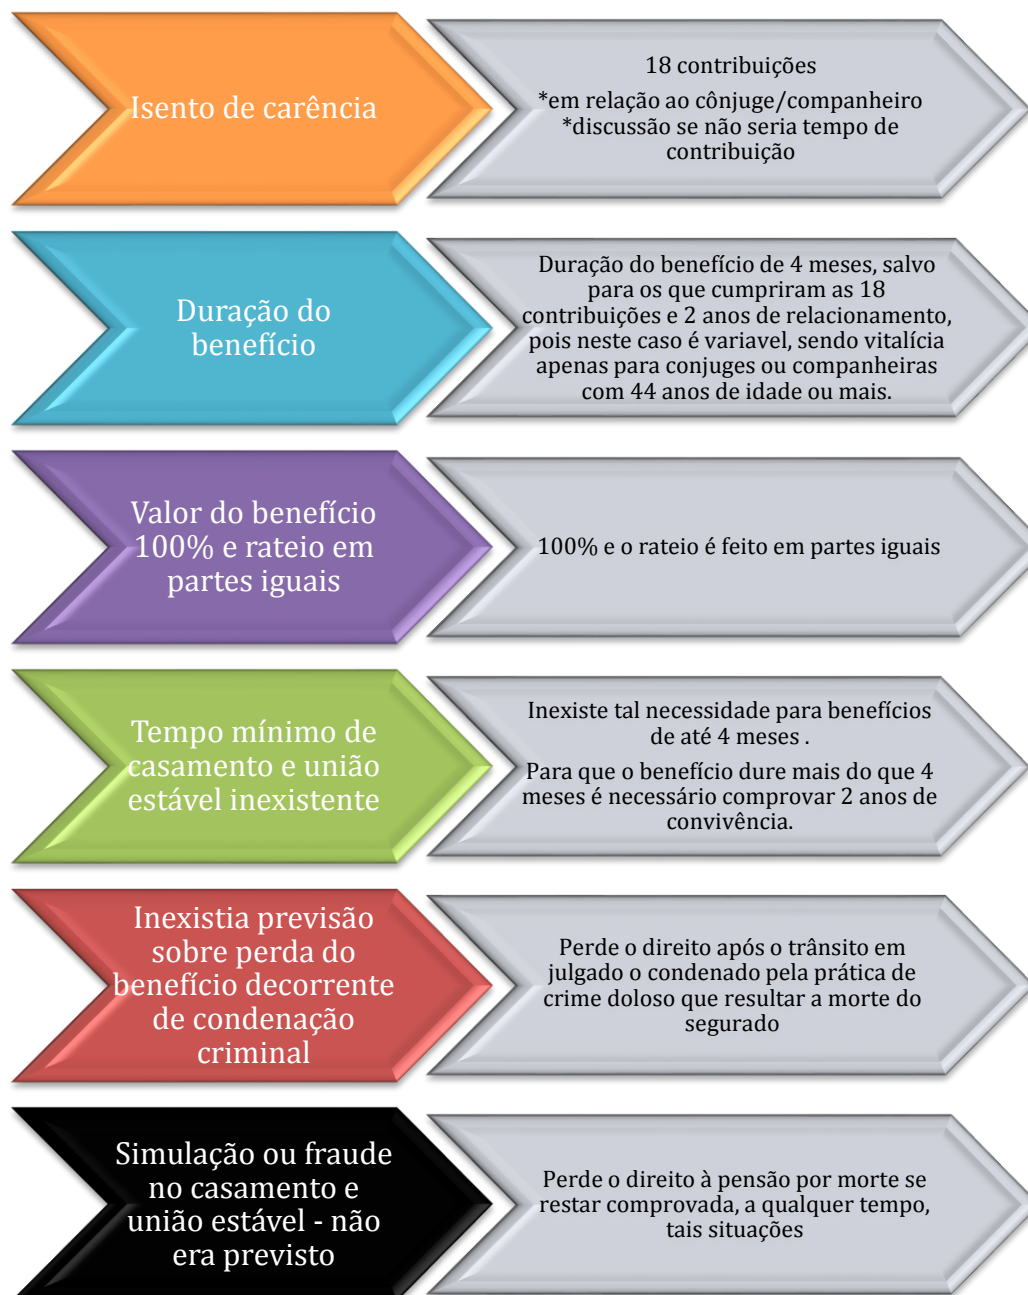 Isento de carência
18 contribuições
*em relação ao cônjuge/companheiro
*discussão se não seria tempo de
contribuição
Duração do
benefício
Duração do benefício de 4 meses, salvo
para os que cumpriram as 18
contribuições e 2 anos de relacionamento,
pois neste caso é variavel, sendo vitalícia
apenas para conjuges ou companheiras
com 44 anos de idade ou mais.
Valor do benefício
100% e rateio em
partes iguais
100% e o rateio é feito em partes iguais
Tempo mínimo de
casamento e união
estável inexistente
Inexiste tal necessidade para benefícios
de até 4 meses .
Para que o benefício dure mais do que 4
meses é necessário comprovar 2 anos de
convivência.
Inexistia previsão
sobre perda do
benefício decorrente
de condenação
criminal
Perde o direito após o trânsito em
julgado o condenado pela prática de
crime doloso que resultar a morte do
segurado
Simulação ou fraude
no casamento e
união estável - não
era previsto
Perde o direito à pensão por morte se
restar comprovada, a qualquer tempo,
tais situações